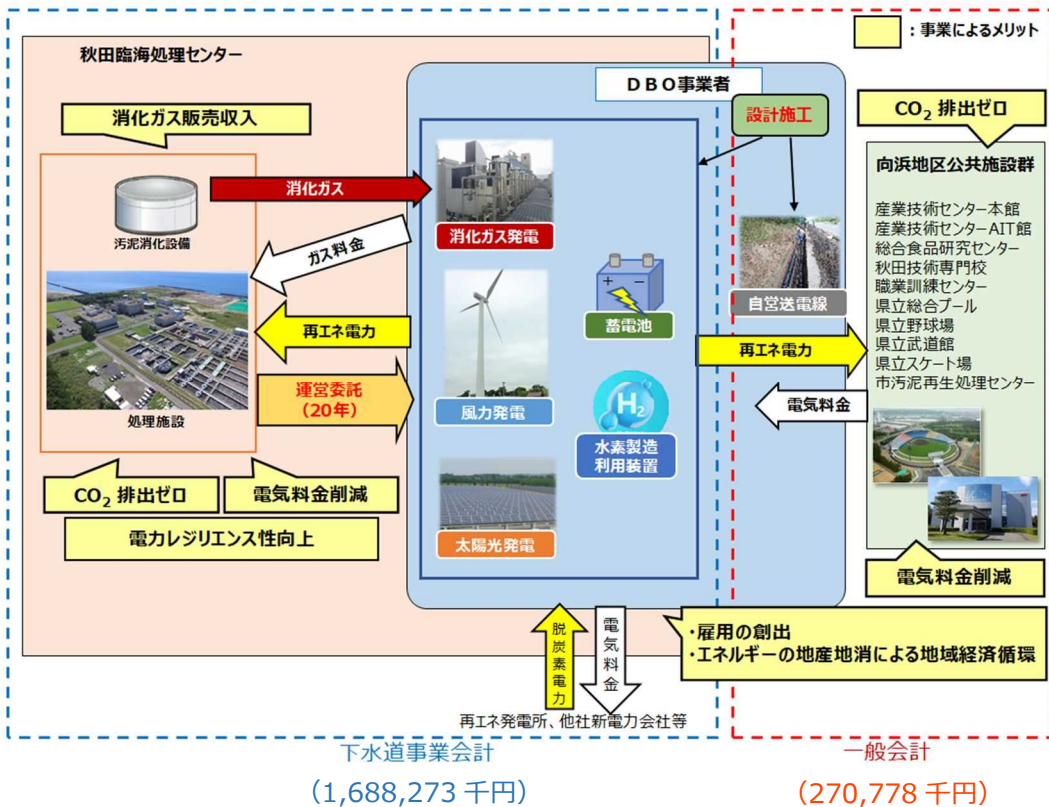 ：事業によるメリット
秋田臨海処理センター
ＤＢＯ事業者
設計施工
消化ガス販売収入
CO₂ 排出ゼロ
向浜地区公共施設群
産業技術センター本館
産業技術センターAIT館
総合食品研究センター
秋田技術専門校
職業訓練センター
県立総合プール
県立野球場
県立武道館
県立スケート場
市汚泥再生処理センター
汚泥消化設備
消化ガス
消化ガス発電
ガス料金
蓄電池
自営送電線
再エネ電力
再エネ電力
運営委託
（20年）
風力発電
H₂
水素製造
利用装置
電気料金
処理施設
CO₂ 排出ゼロ
電気料金削減
電力レジリエンス性向上
太陽光発電
電気料金削減
脱炭素電力
電気料金
・雇用の創出
・エネルギーの地産地消による地域経済循環
再エネ発電所、他社新電力会社等
下水道事業会計
（1,688,273 千円）
一般会計
（270,778 千円）